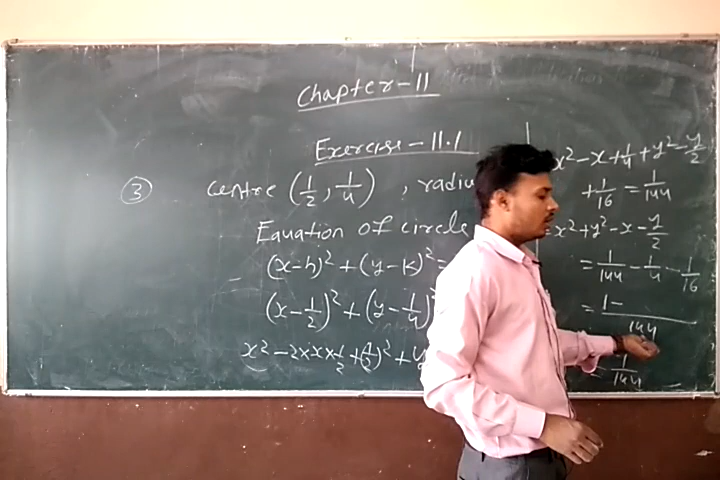 Chapter-11
Exercise-11.1
③ centre (1/2, 1/4), radiu
Equation of circle
(x-h)² + (y-k)² =
(x-1/2)² + (y-1/4)²
x² - 2×x×1/2 + (1/2)² + y
x² - x + 1/4 + y² - y/2
+ 1/16 = 1/144
= x² + y² - x - y/2
= 1/144 - 1/4 - 1/16
= 1-/144
1/144